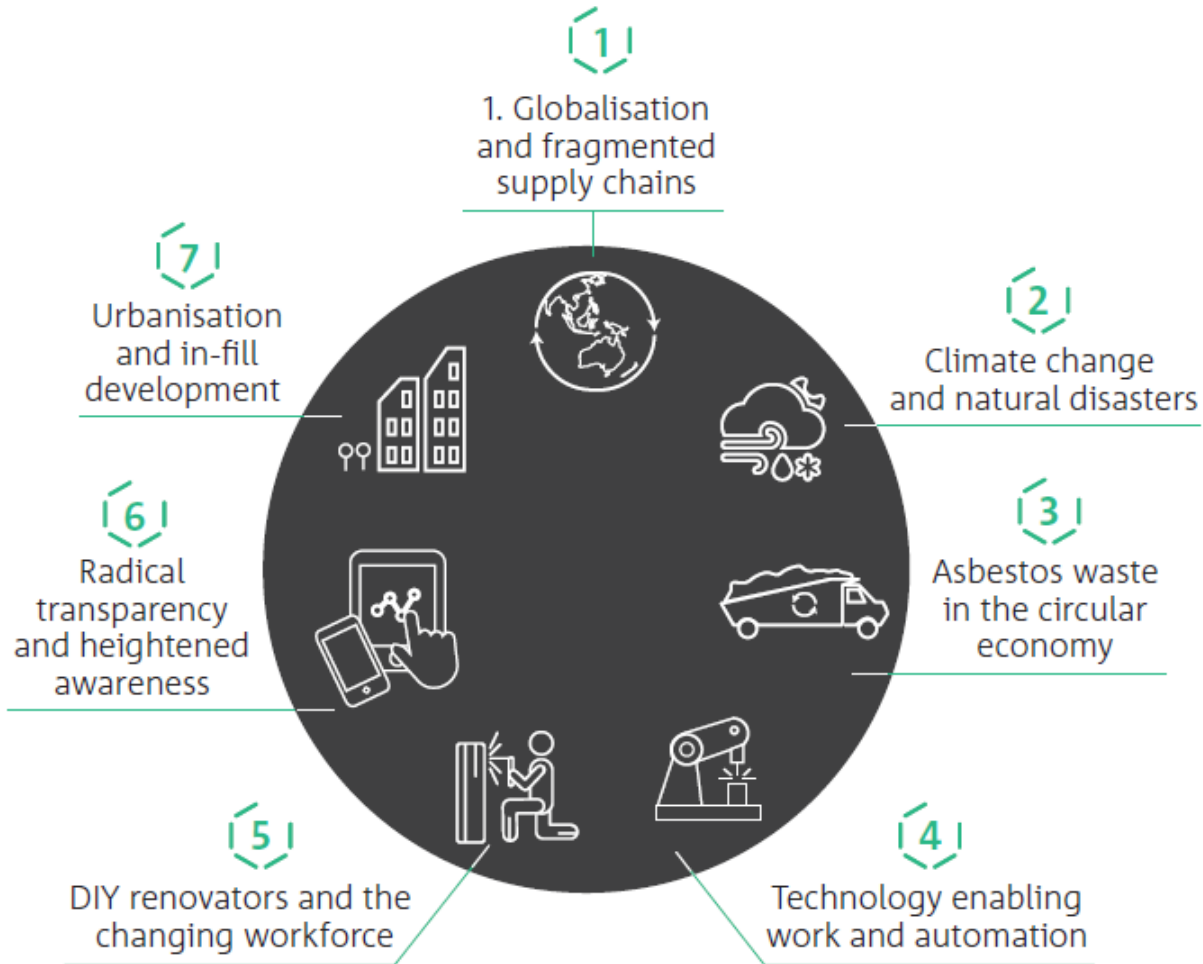 1
1. Globalisation
and fragmented
supply chains
2
Climate change
and natural disasters
3
Asbestos waste
in the circular
economy
4
Technology enabling
work and automation
5
DIY renovators and the
changing workforce
6
Radical
transparency
and heightened
awareness
7
Urbanisation
and in-fill
development